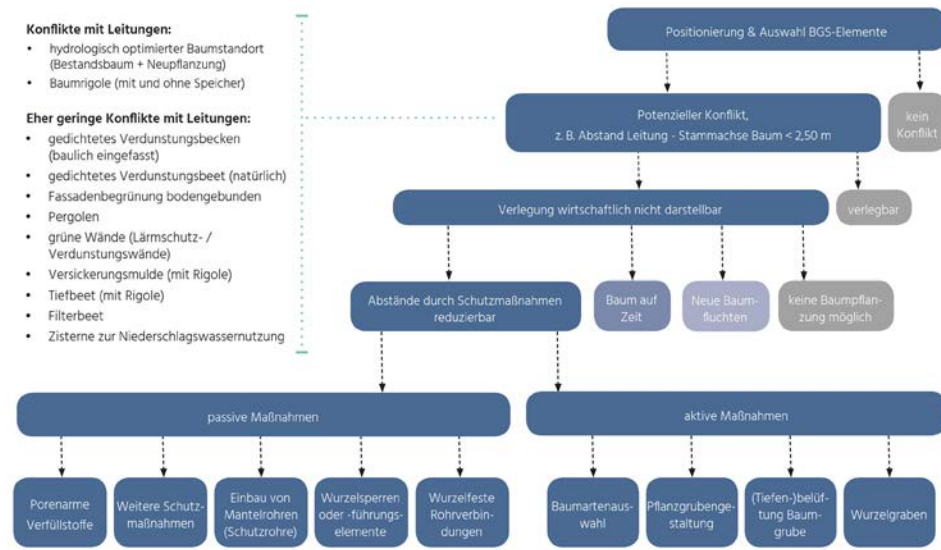 Konflikte mit Leitungen:
• hydrologisch optimierter Baumstandort
(Bestandsbaum + Neupflanzung)
• Baumrigole (mit und ohne Speicher)
Eher geringe Konflikte mit Leitungen:
• gedichtetes Verdunstungsbecken
(baulich eingefasst)
• gedichtetes Verdunstungsbeet (natürlich)
• Fassadenbegrünung bodengebunden
• Pergolen
• grüne Wände (Lärmschutz- /
Verdunstungswände)
• Versickerungsmulde (mit Rigole)
• Tiefbeet (mit Rigole)
• Filterbeet
• Zisterne zur Niederschlagswassernutzung
Positionierung & Auswahl BGS-Elemente
Potenzieller Konflikt,
z. B. Abstand Leitung - Stammachse Baum < 2,50 m
kein
Konflikt
Verlegung wirtschaftlich nicht darstellbar
verlegbar
Abstände durch Schutzmaßnahmen
reduzierbar
Baum auf
Zeit
Neue Baum-
fluchten
keine Baumpflan-
zung möglich
passive Maßnahmen
aktive Maßnahmen
Porenarme
Verfüllstoffe
Weitere Schutz-
maßnahmen
Einbau von
Mantelrohren
(Schutzrohre)
Wurzelsperren
oder -führungs-
elemente
Wurzelfeste
Rohrverbin-
dungen
Baumartenaus-
wahl
Pflanzgrubenge-
staltung
(Tiefen-)belüf-
tung Baum-
grube
Wurzelgraben